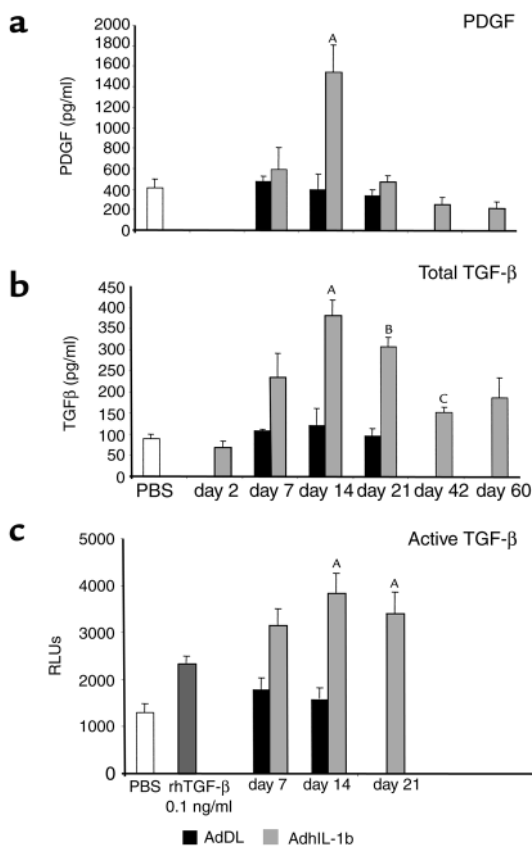 a
PDGF
PDGF (pg/ml)
2000
1800
1600
1400
1200
1000
800
600
400
200
0
A
b
Total TGF-β
TGFβ (pg/ml)
450
400
350
300
250
200
150
100
50
0
A
B
C
PBS day 2 day 7 day 14 day 21 day 42 day 60
c
Active TGF-β
RLUs
5000
4000
3000
2000
1000
0
A
A
PBS rhTGF-β day 7 day 14 day 21
0.1 ng/ml
AdDL AdhIL-1b